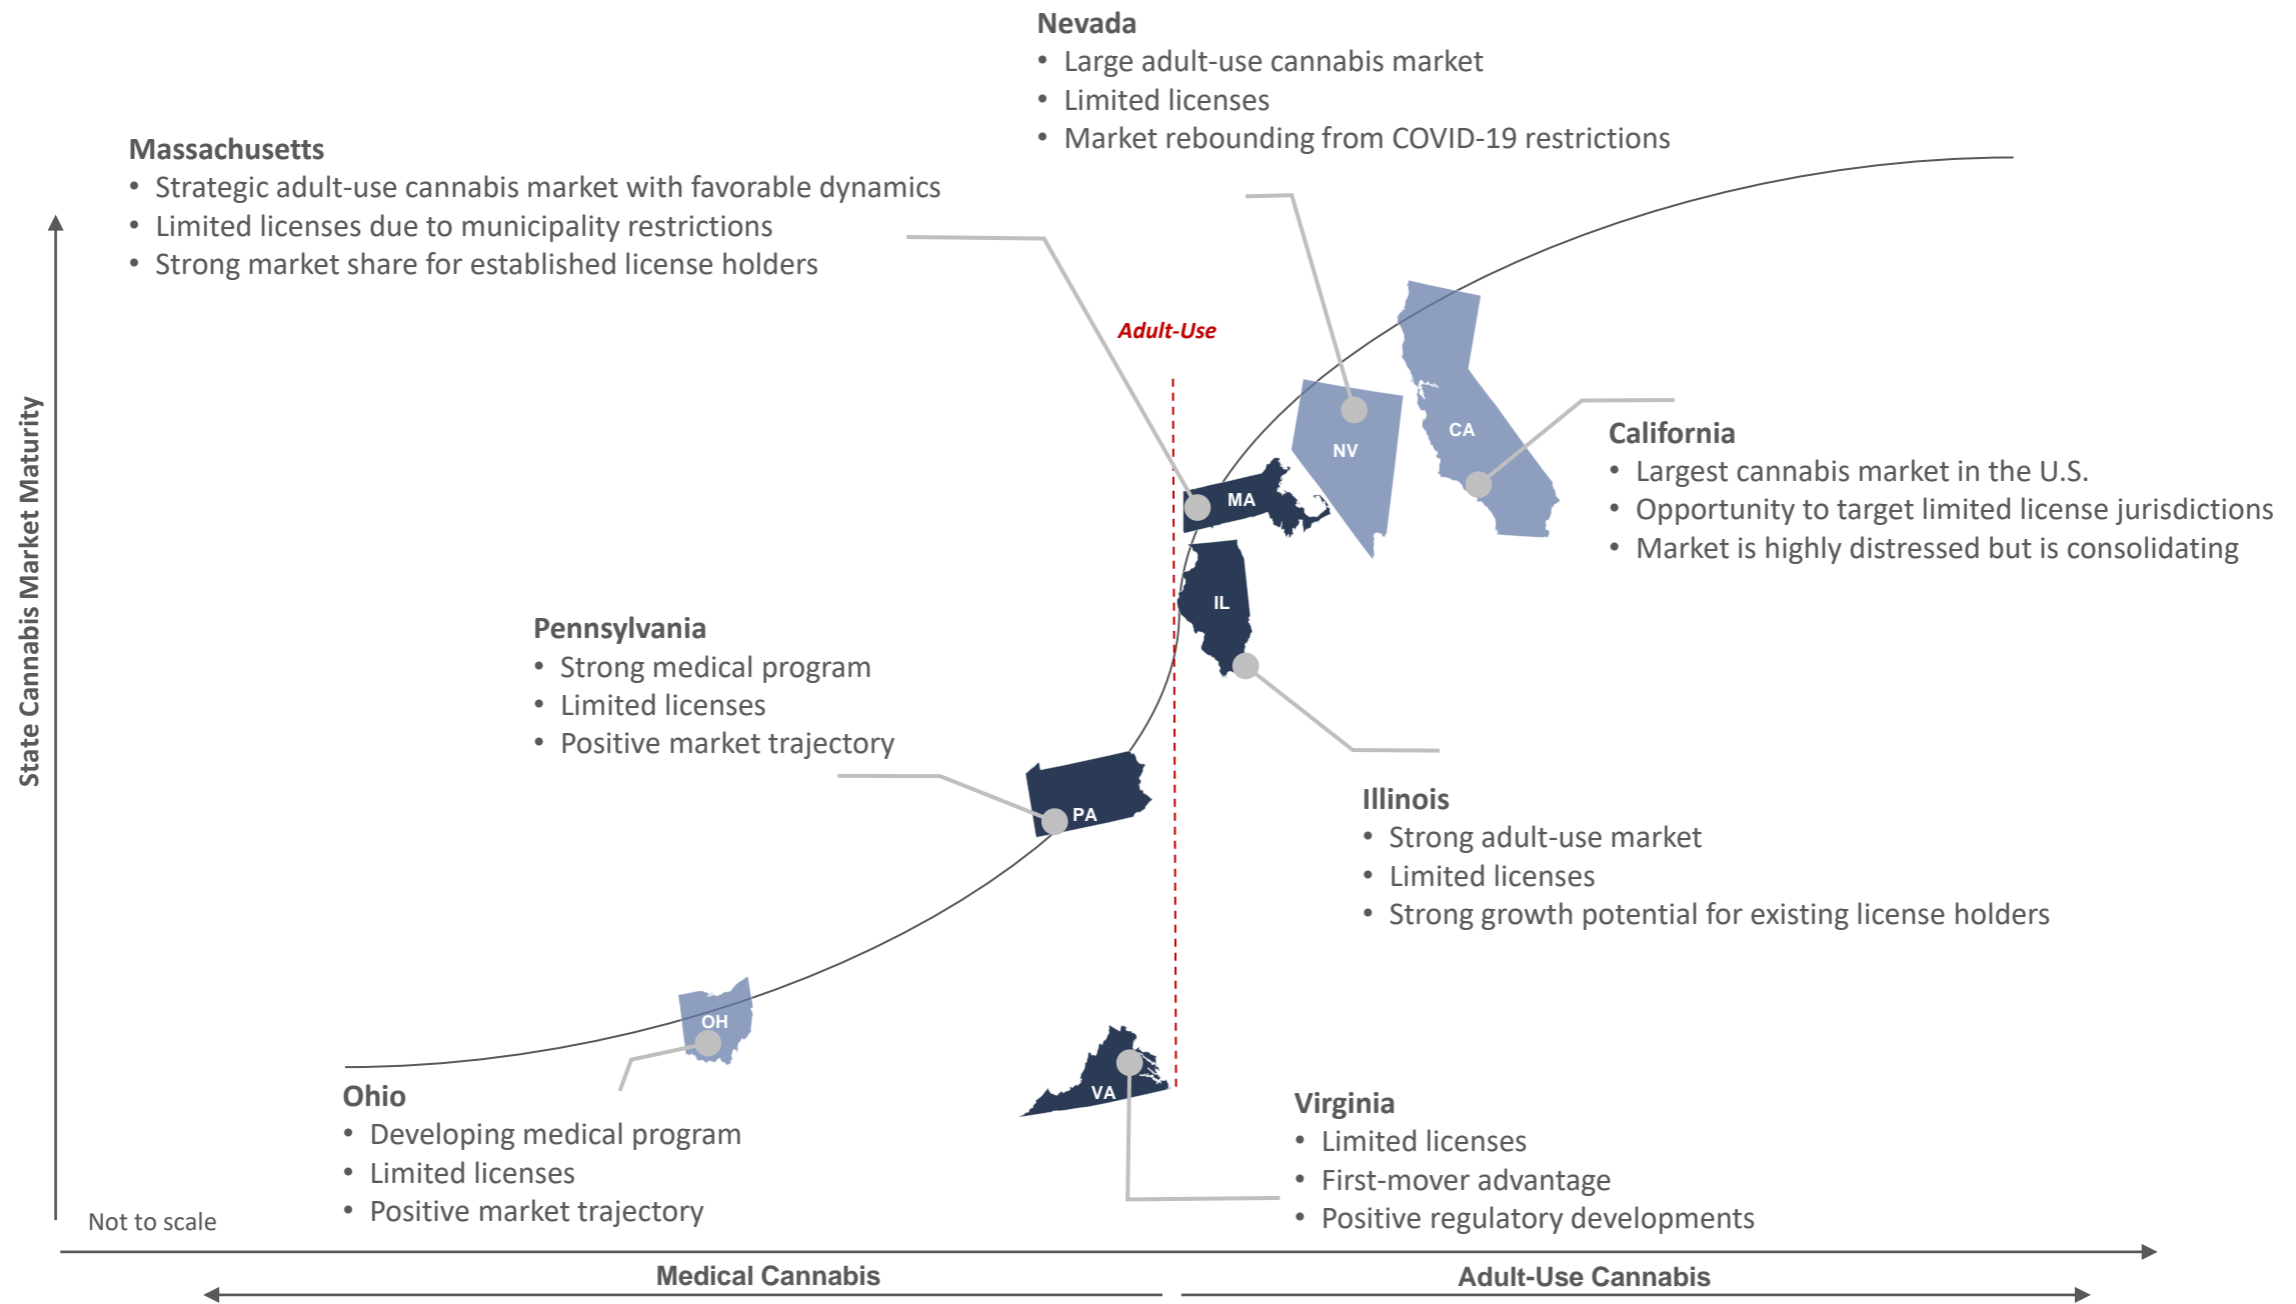 Nevada
• Large adult-use cannabis market
• Limited licenses
• Market rebounding from COVID-19 restrictions
Massachusetts
• Strategic adult-use cannabis market with favorable dynamics
• Limited licenses due to municipality restrictions
• Strong market share for established license holders
Adult-Use
State Cannabis Market Maturity
NV
CA
MA
IL
California
• Largest cannabis market in the U.S.
• Opportunity to target limited license jurisdictions
• Market is highly distressed but is consolidating
Pennsylvania
• Strong medical program
• Limited licenses
• Positive market trajectory
PA
Illinois
• Strong adult-use market
• Limited licenses
• Strong growth potential for existing license holders
OH
VA
Ohio
• Developing medical program
• Limited licenses
• Positive market trajectory
Virginia
• Limited licenses
• First-mover advantage
• Positive regulatory developments
Not to scale
Medical Cannabis
Adult-Use Cannabis